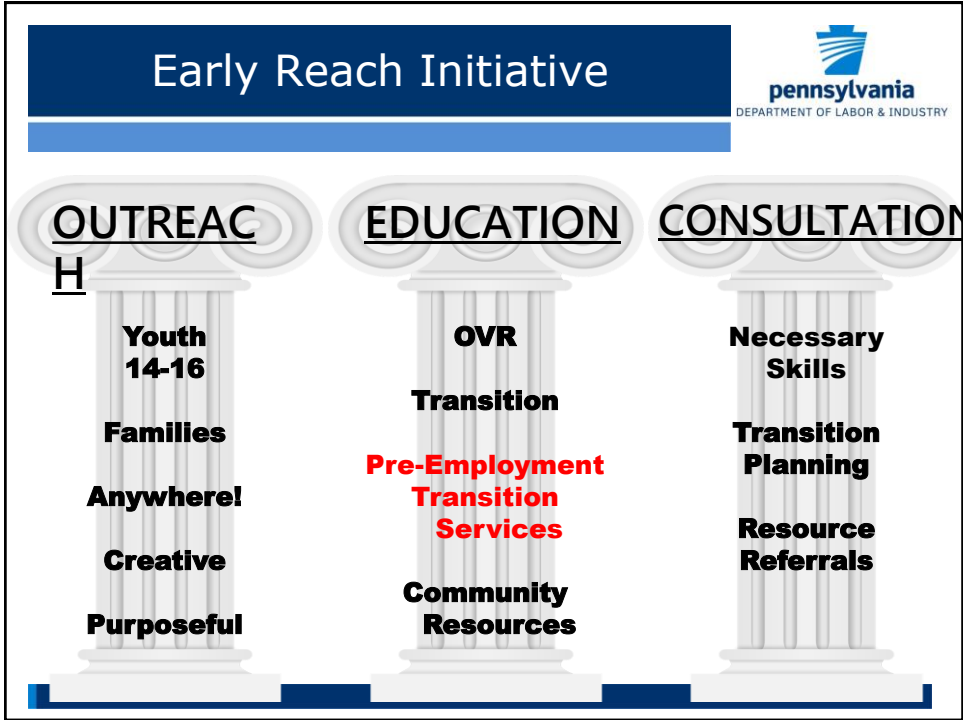 Early Reach Initiative
pennsylvania
DEPARTMENT OF LABOR & INDUSTRY
OUTREAC
H
Youth
14-16
Families
Anywhere!
Creative
Purposeful
EDUCATION
OVR
Transition
Pre-Employment
Transition
Services
Community
Resources
CONSULTATION
Necessary
Skills
Transition
Planning
Resource
Referrals